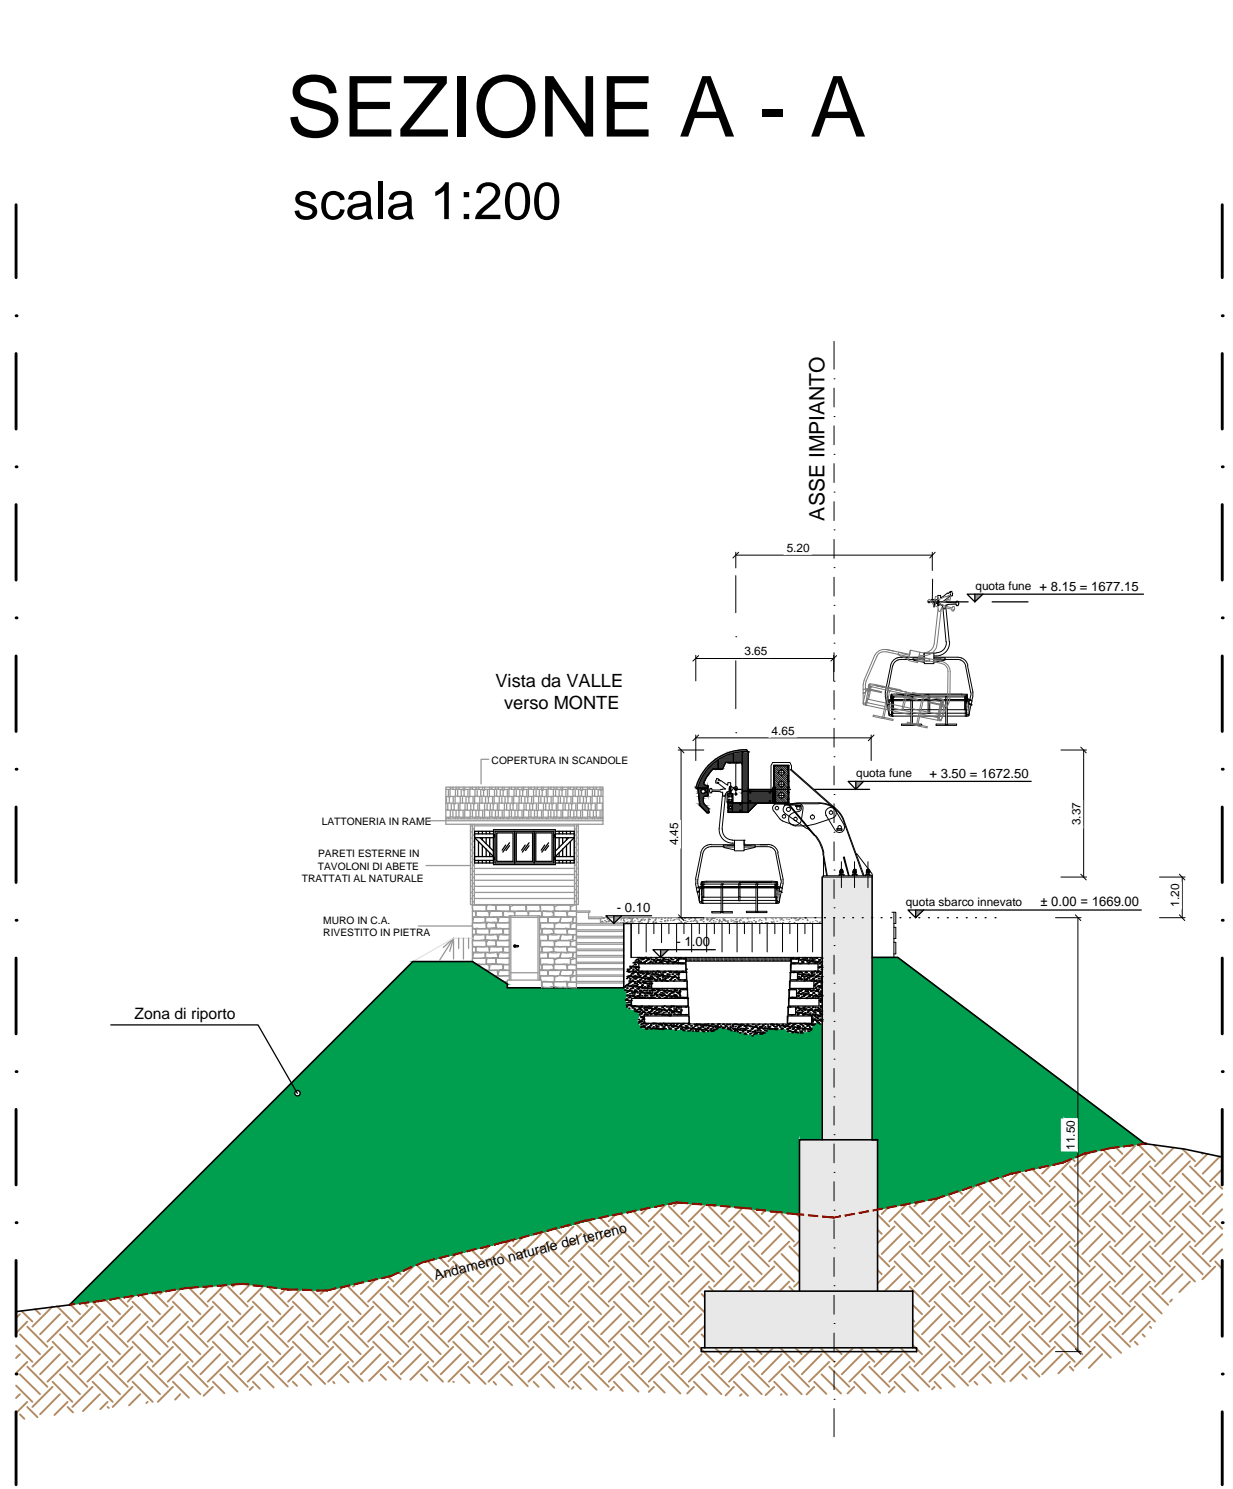 SEZIONE A - A
scala 1:200
ASSE IMPIANTO
5.20
quota fune + 8.15 = 1677.15
3.65
Vista da VALLE
verso MONTE
4.65
COPERTURA IN SCANDOLE
quota fune + 3.50 = 1672.50
LATTONERIA IN RAME
4.45
3.37
PARETI ESTERNE IN
TAVOLONI DI ABETE
TRATTATI AL NATURALE
1.20
- 0.10
quota sbarco innevato ± 0.00 = 1669.00
MURO IN C.A.
RIVESTITO IN PIETRA
- 1.00
Zona di riporto
11.50
Andamento naturale del terreno